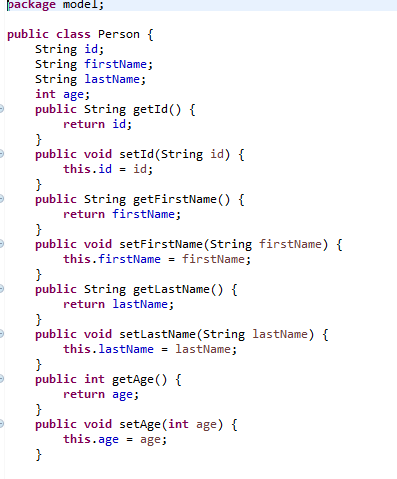 package model;
public class Person {
String id;
String firstName;
String lastName;
int age;
public String getId() {
return id;
}
public void setId(String id) {
this.id = id;
}
public String getFirstName() {
return firstName;
}
public void setFirstName(String firstName) {
this.firstName = firstName;
}
public String getLastName() {
return lastName;
}
public void setLastName(String lastName) {
this.lastName = lastName;
}
public int getAge() {
return age;
}
public void setAge(int age) {
this.age = age;
}